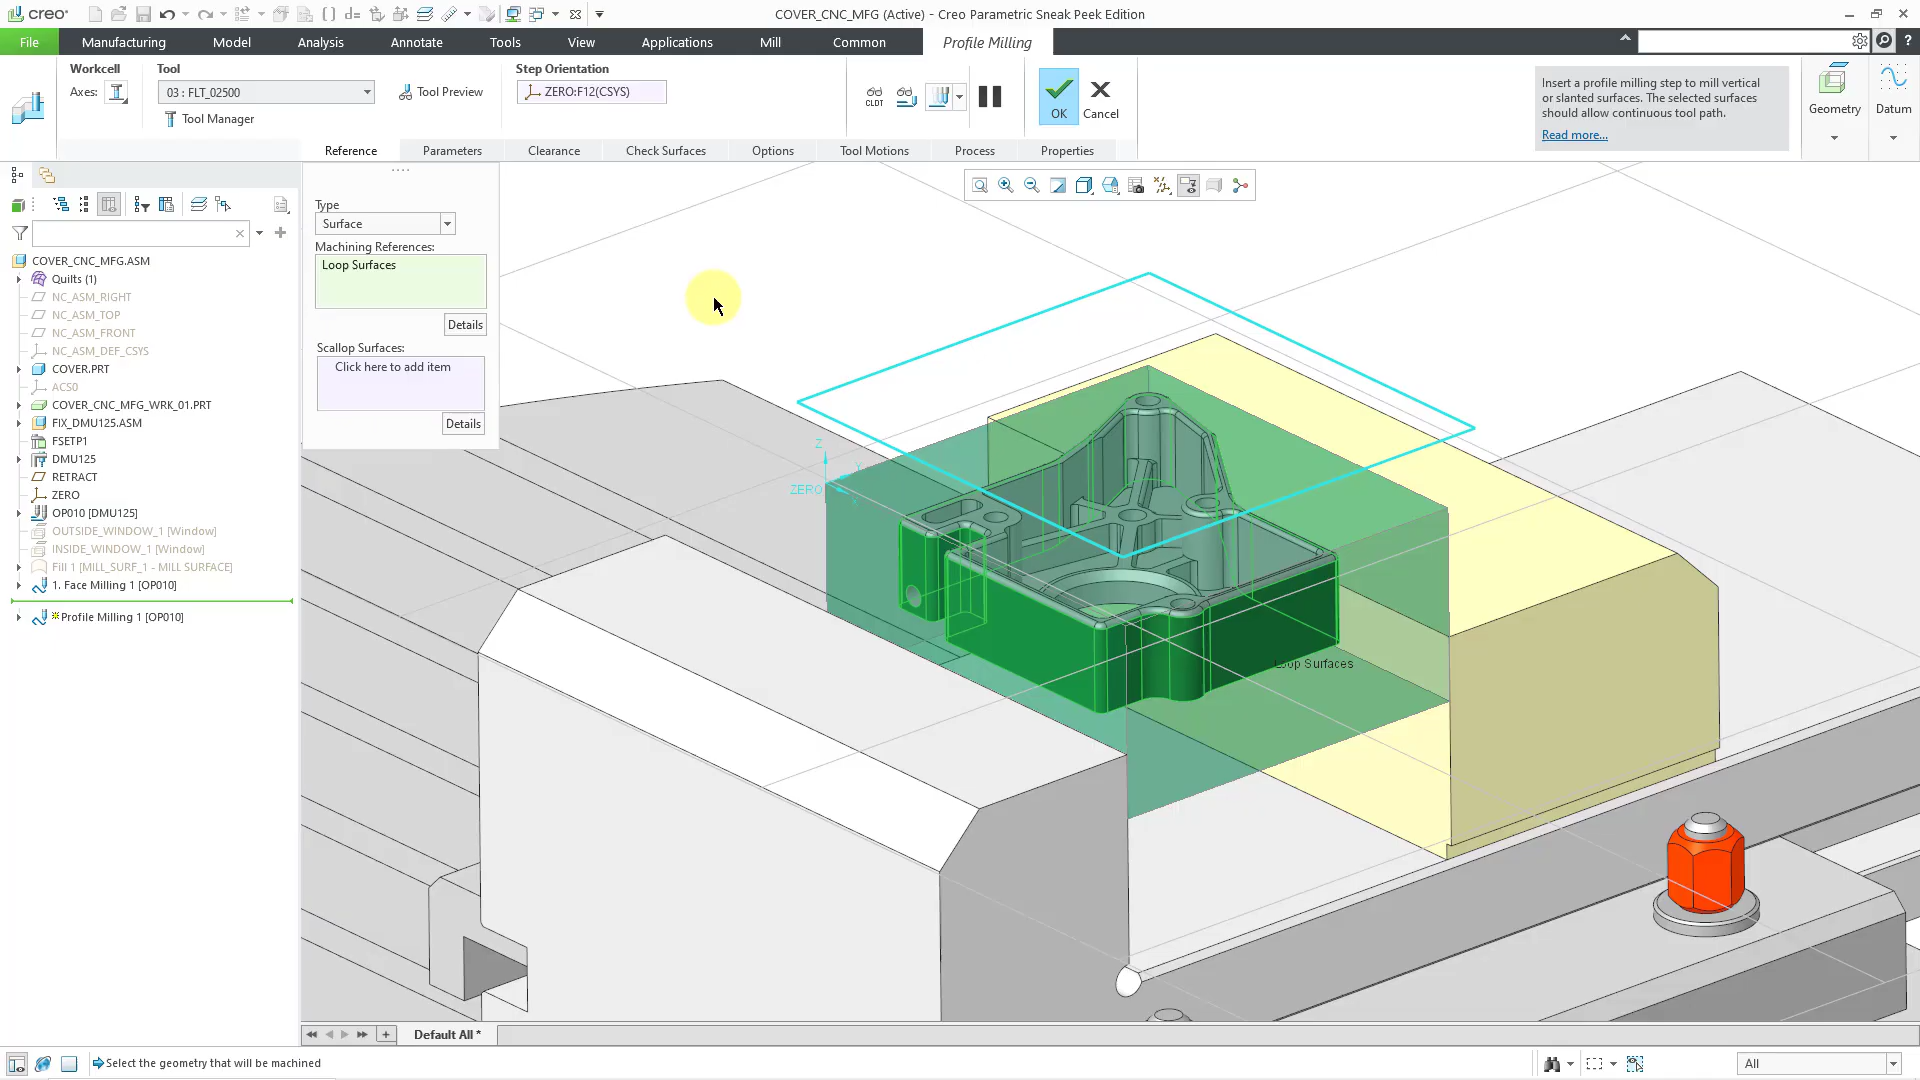 creo
COVER_CNC_MFG (Active) - Creo Parametric Sneak Peek Edition
File
Manufacturing
Model
Analysis
Annotate
Tools
View
Applications
Mill
Common
Profile Milling
Workcell
Axes:
Tool
03 : FLT_02500
Tool Preview
Tool Manager
Step Orientation
ZERO:F12(CSYS)
CLDT
OK
Cancel
Insert a profile milling step to mill vertical
or slanted surfaces. The selected surfaces
should allow continuous tool path.
Read more...
Geometry
Datum
Reference
Parameters
Clearance
Check Surfaces
Options
Tool Motions
Process
Properties
Type
Surface
Machining References:
Loop Surfaces
Details
Scallop Surfaces:
Click here to add item
Details
COVER_CNC_MFG.ASM
Quilts (1)
NC_ASM_RIGHT
NC_ASM_TOP
NC_ASM_FRONT
NC_ASM_DEF_CSYS
COVER.PRT
ACS0
COVER_CNC_MFG_WRK_01.PRT
FIX_DMU125.ASM
FSETP1
DMU125
RETRACT
ZERO
OP010 [DMU125]
OUTSIDE_WINDOW_1 [Window]
INSIDE_WINDOW_1 [Window]
Fill 1 [MILL_SURF_1 - MILL SURFACE]
1. Face Milling 1 [OP010]
Profile Milling 1 [OP010]
Z
Y
X
ZERO
Loop Surfaces
Default All *
Select the geometry that will be machined
All